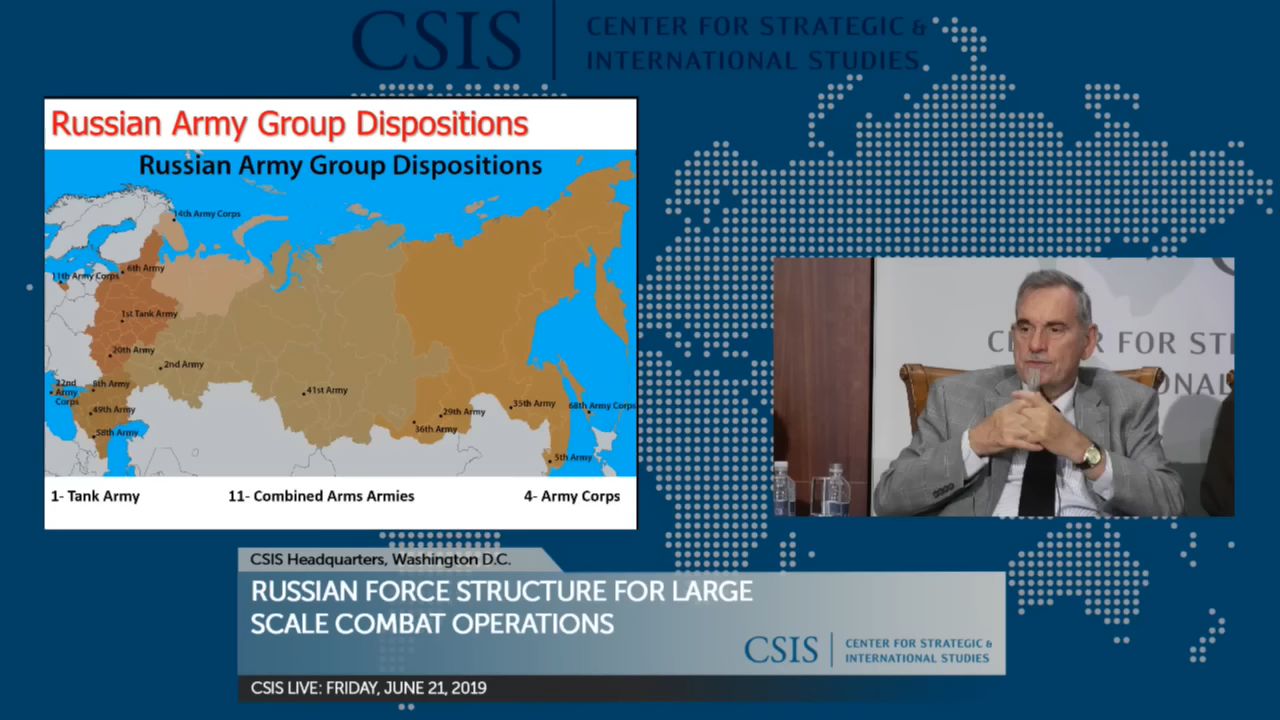 CSIS
CENTER FOR STRATEGIC &
INTERNATIONAL STUDIES
Russian Army Group Dispositions
Russian Army Group Dispositions
14th Army Corps
11th Army Corps
6th Army
1st Tank Army
20th Army
2nd Army
22nd
Army
Corps
8th Army
49th Army
58th Army
41st Army
29th Army
36th Army
35th Army
68th Army Corps
5th Army
1- Tank Army
11- Combined Arms Armies
4- Army Corps
FOR STR
ONAL
CSIS Headquarters, Washington D.C.
RUSSIAN FORCE STRUCTURE FOR LARGE
SCALE COMBAT OPERATIONS
CSIS
CENTER FOR STRATEGIC &
INTERNATIONAL STUDIES
CSIS LIVE: FRIDAY, JUNE 21, 2019